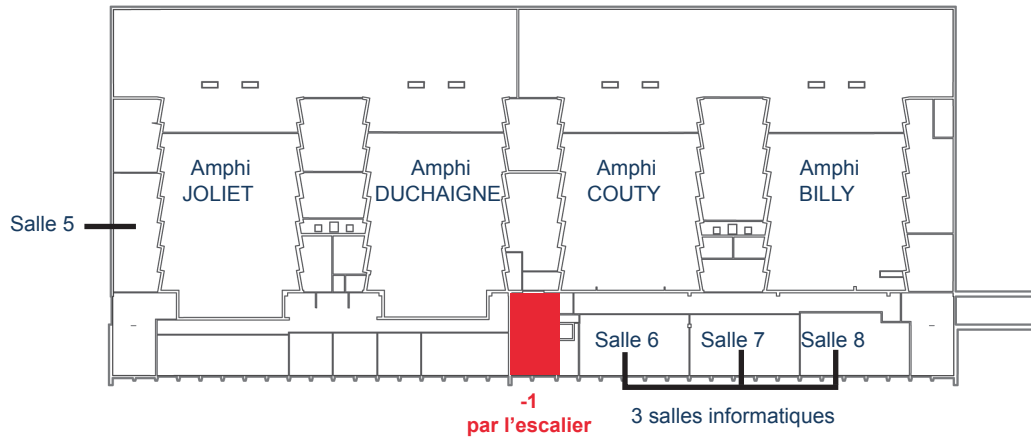 Amphi
JOLIET
Amphi
DUCHAIGNE
Amphi
COUTY
Amphi
BILLY
Salle 5
Salle 6
Salle 7
Salle 8
-1
par l’escalier
3 salles informatiques